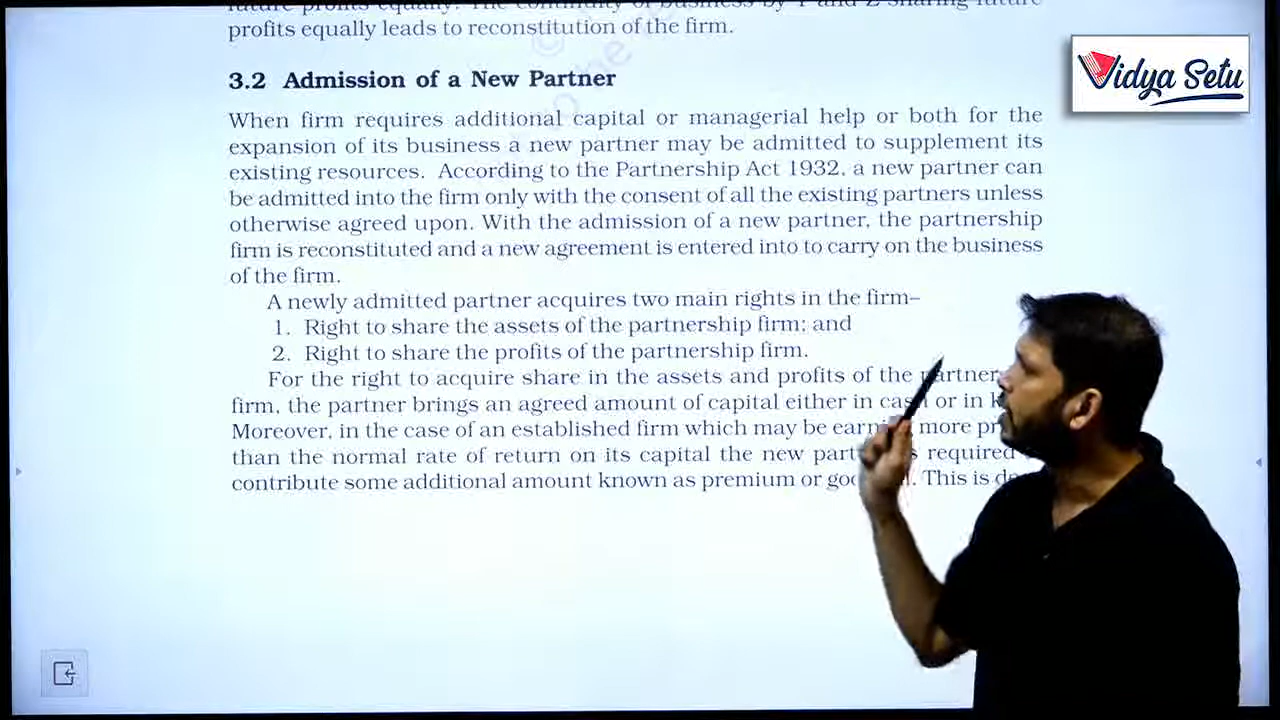 profits equally leads to reconstitution of the firm.
Vidya Setu
3.2 Admission of a New Partner
When firm requires additional capital or managerial help or both for the
expansion of its business a new partner may be admitted to supplement its
existing resources. According to the Partnership Act 1932, a new partner can
be admitted into the firm only with the consent of all the existing partners unless
otherwise agreed upon. With the admission of a new partner, the partnership
firm is reconstituted and a new agreement is entered into to carry on the business
of the firm.
A newly admitted partner acquires two main rights in the firm–
1. Right to share the assets of the partnership firm; and
2. Right to share the profits of the partnership firm.
For the right to acquire share in the assets and profits of the
firm, the partner brings an agreed amount of capital either in cash or in
Moreover, in the case of an established firm which may be more
than the normal rate of return on its capital the new required
contribute some additional amount known as premium or This is